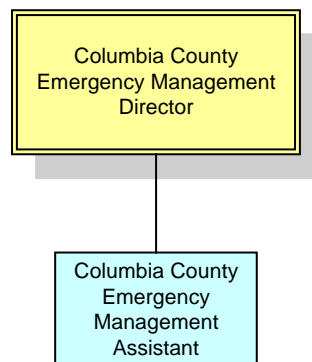 Columbia County
Emergency Management
Director
Columbia County
Emergency
Management
Assistant